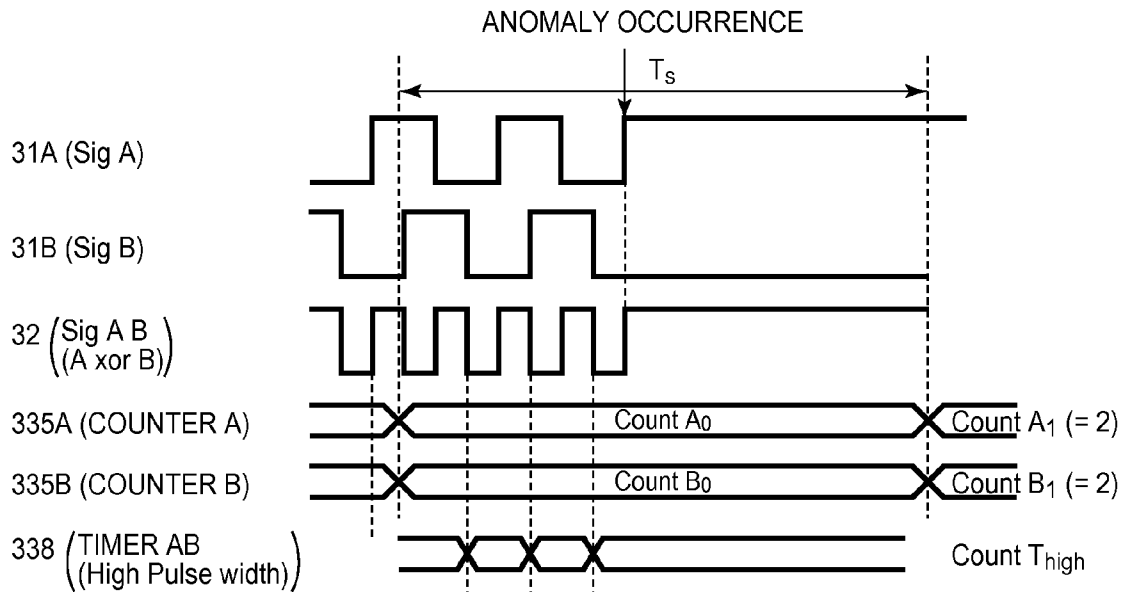 ANOMALY OCCURRENCE
Ts
31A (Sig A)
31B (Sig B)
32 (Sig A B
(A xor B))
335A (COUNTER A) Count A0 Count A1 (= 2)
335B (COUNTER B) Count B0 Count B1 (= 2)
338 (TIMER AB
(High Pulse width)) Count Thigh